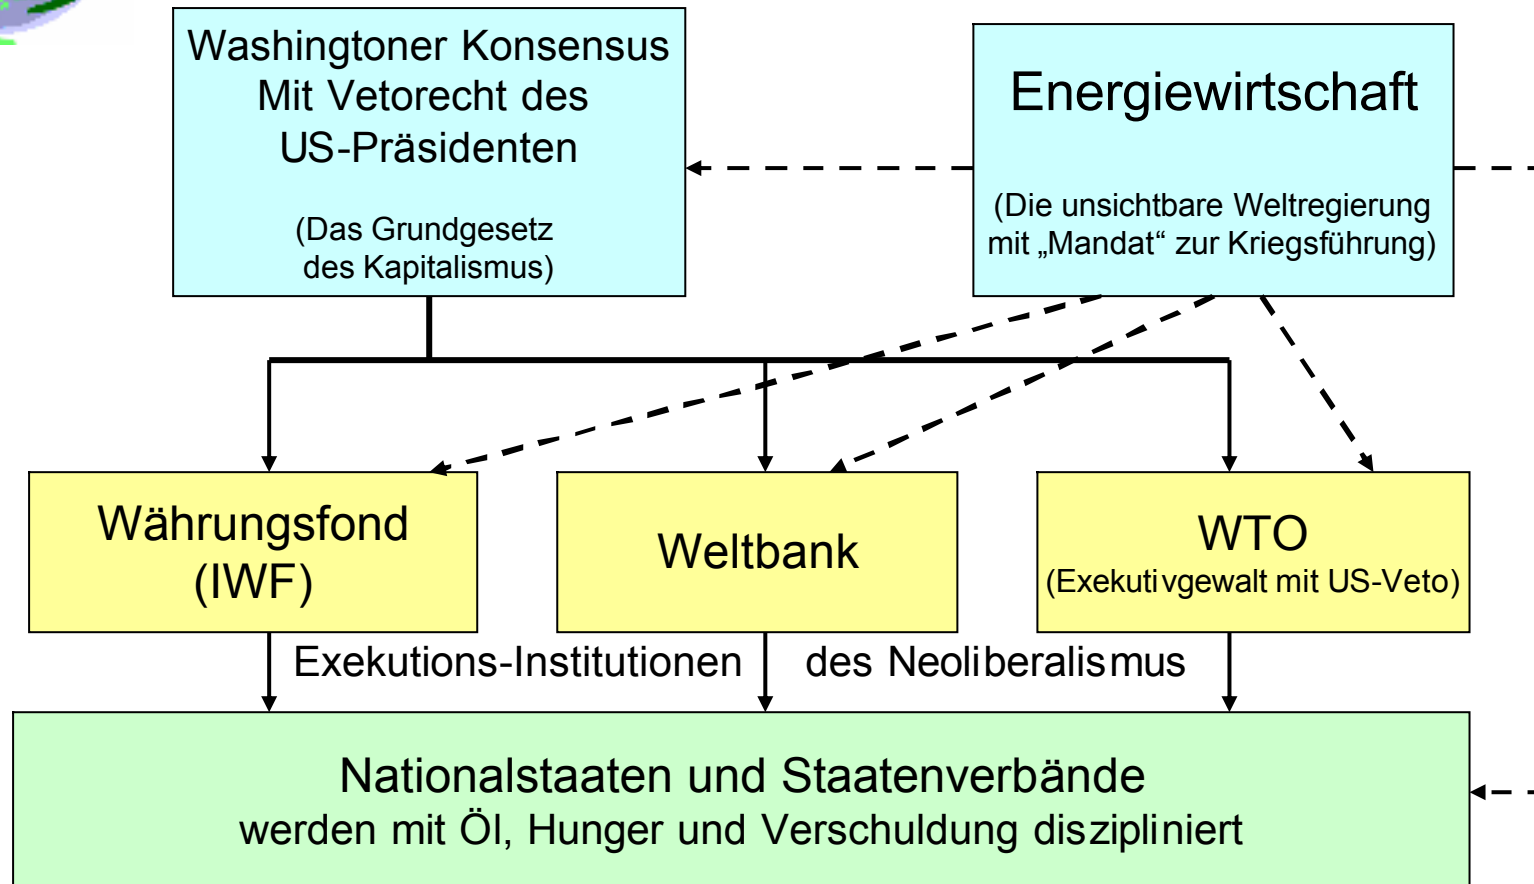 Washingtoner Konsensus
Mit Vetorecht des
US-Präsidenten
(Das Grundgesetz
des Kapitalismus)
Energiewirtschaft
(Die unsichtbare Weltregierung
mit „Mandat“ zur Kriegsführung)
Währungsfond
(IWF)
Weltbank
WTO
(Exekutivgewalt mit US-Veto)
Exekutions-Institutionen des Neoliberalismus
Nationalstaaten und Staatenverbände
werden mit Öl, Hunger und Verschuldung diszipliniert